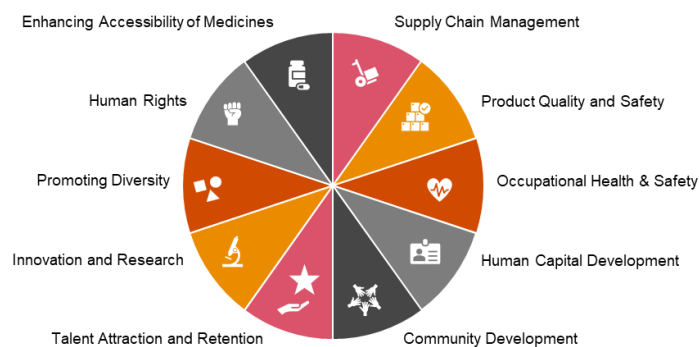 Enhancing Accessibility of Medicines
Supply Chain Management
Human Rights
Product Quality and Safety
Promoting Diversity
Occupational Health & Safety
Innovation and Research
Human Capital Development
Talent Attraction and Retention
Community Development